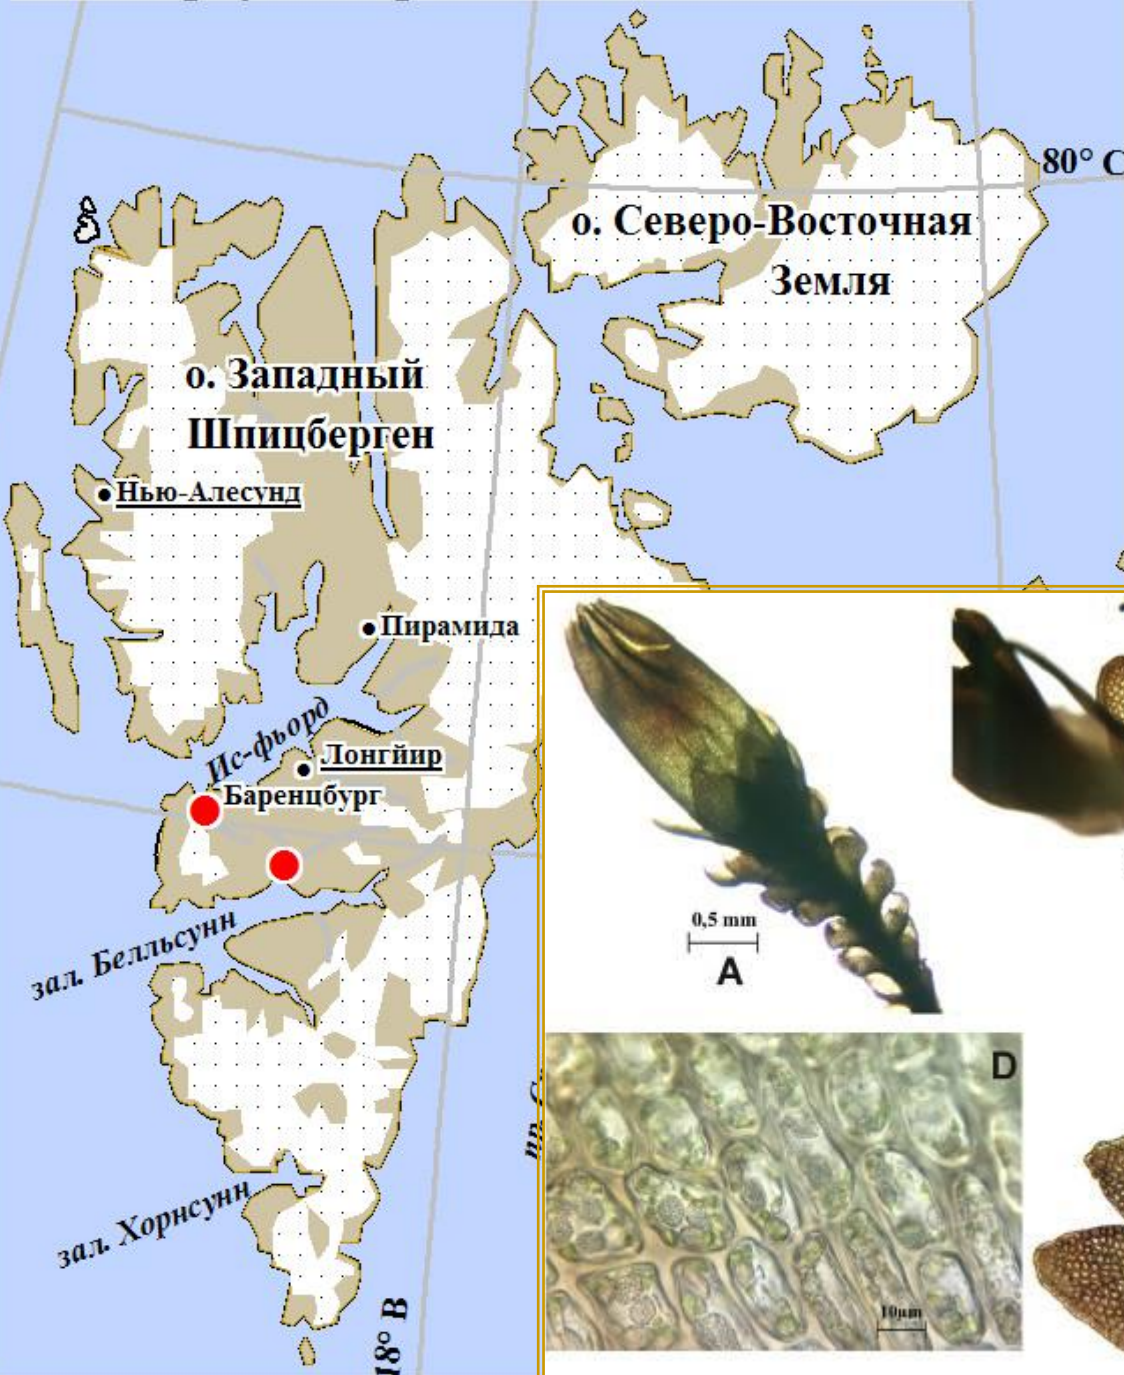 80° С
о. Северо-Восточная
Земля
о. Западный
Шпицберген
Нью-Алесунд
Пирамида
Ис-фьорд
Лонгйир
Баренцбург
зал. Белльсунн
зал. Хорнсунн
18° В
0,5 mm
A
D
10µm